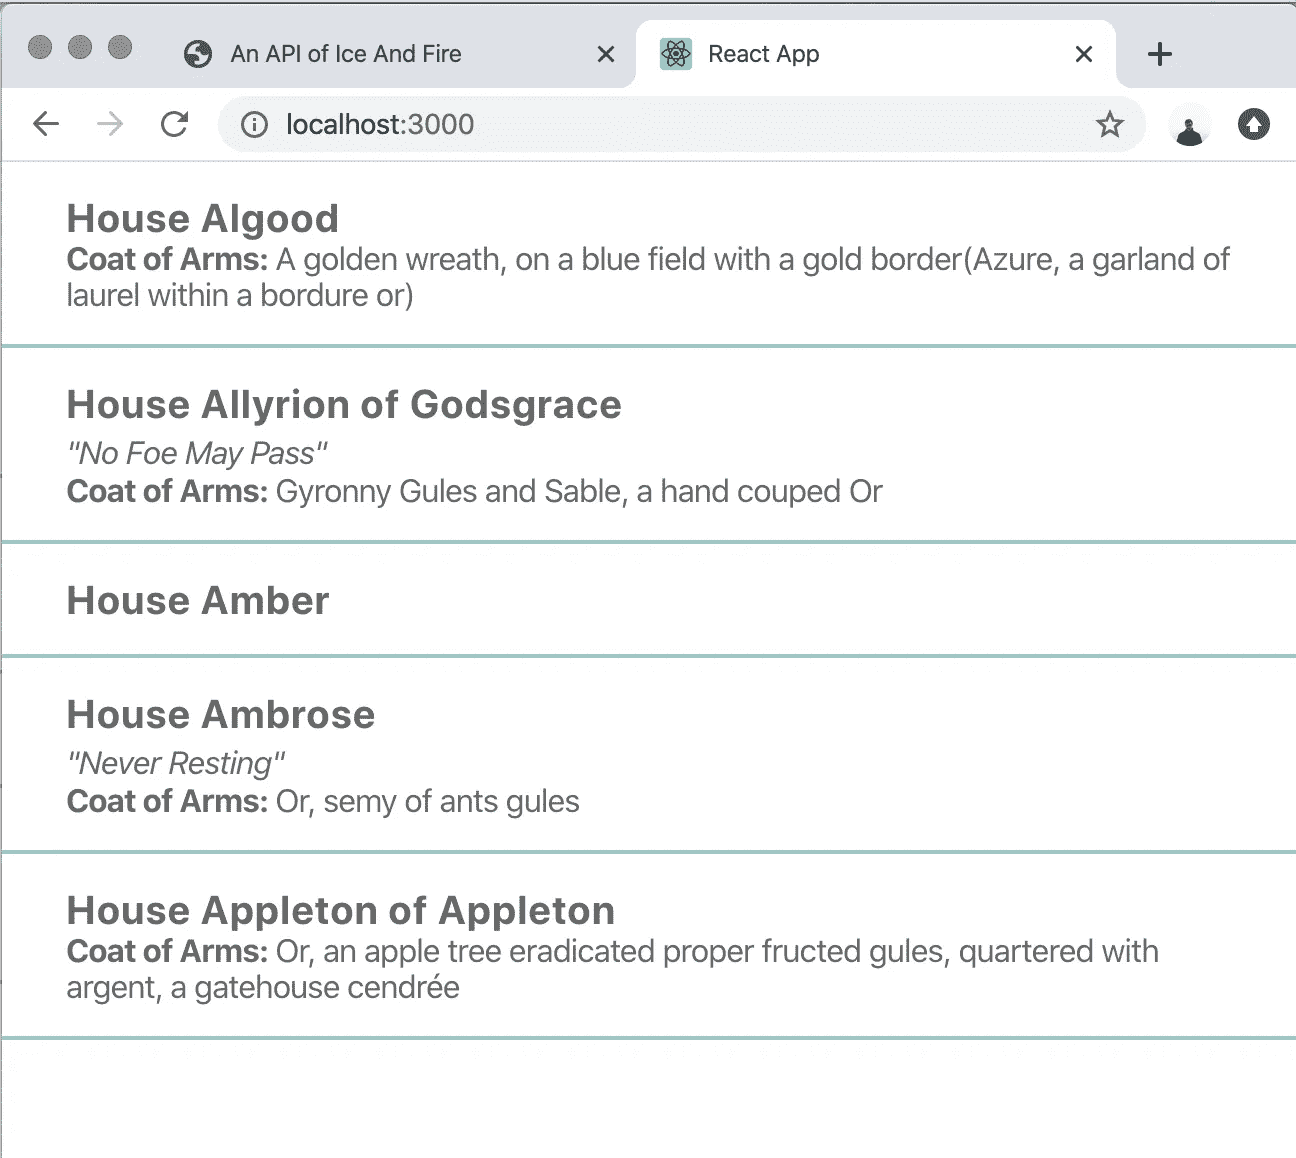 An API of Ice And Fire
React App
localhost:3000
House Algood
Coat of Arms: A golden wreath, on a blue field with a gold border(Azure, a garland of
laurel within a bordure or)
House Allyrion of Godsgrace
"No Foe May Pass"
Coat of Arms: Gyronny Gules and Sable, a hand couped Or
House Amber
House Ambrose
"Never Resting"
Coat of Arms: Or, semy of ants gules
House Appleton of Appleton
Coat of Arms: Or, an apple tree eradicated proper fructed gules, quartered with
argent, a gatehouse cendrée